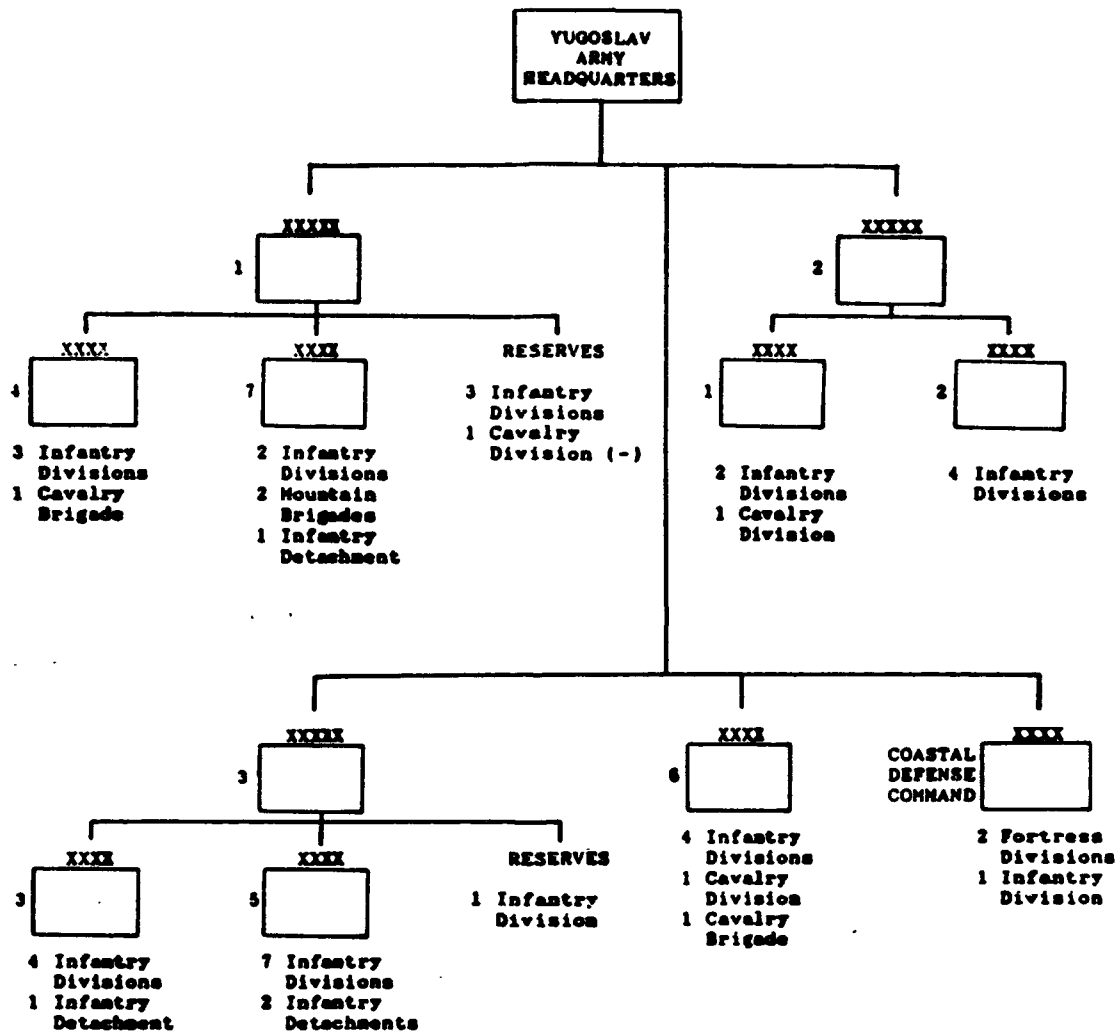 YUGOSLAV
ARMY
HEADQUARTERS
XXXXX
1
XXXXX
2
XXXX
4
3 Infantry
Divisions
1 Cavalry
Brigade
XXXX
7
2 Infantry
Divisions
2 Mountain
Brigades
1 Infantry
Detachment
RESERVES
3 Infantry
Divisions
1 Cavalry
Division (-)
XXXX
1
2 Infantry
Divisions
1 Cavalry
Division
XXXX
2
4 Infantry
Divisions
XXXXX
3
XXXX
3
4 Infantry
Divisions
1 Infantry
Detachment
XXXX
5
7 Infantry
Divisions
2 Infantry
Detachments
RESERVES
1 Infantry
Division
XXXX
6
4 Infantry
Divisions
1 Cavalry
Division
1 Cavalry
Brigade
XXXX
COASTAL
DEFENSE
COMMAND
2 Fortress
Divisions
1 Infantry
Division